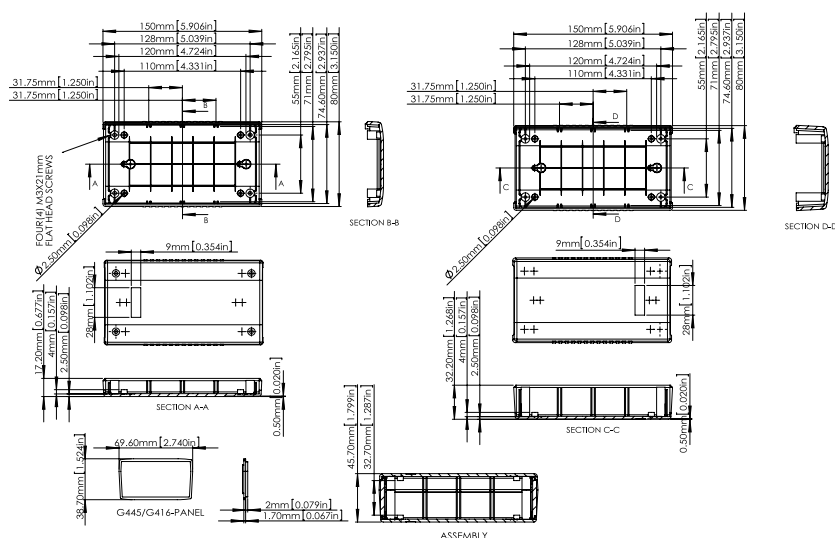 150mm [5.906in]
128mm [5.039in]
120mm [4.724in]
110mm [4.331in]
31.75mm [1.250in]
31.75mm [1.250in]
55mm [2.165in]
71mm [2.795in]
74.60mm [2.937in]
80mm [3.150in]
B
A
A
B
FOUR(4) M3X21mm
FLAT HEAD SCREWS
Ø2.50mm [0.098in]
SECTION B-B
9mm [0.354in]
28mm [1.102in]
17.20mm [0.677in]
4mm [0.157in]
2.50mm [0.098in]
0.50mm [0.020in]
SECTION A-A
69.60mm [2.740in]
38.70mm [1.524in]
G445/G416-PANEL
2mm [0.079in]
1.70mm [0.067in]
150mm [5.906in]
128mm [5.039in]
120mm [4.724in]
110mm [4.331in]
31.75mm [1.250in]
31.75mm [1.250in]
55mm [2.165in]
71mm [2.795in]
74.60mm [2.937in]
80mm [3.150in]
D
C
C
D
Ø2.50mm [0.098in]
SECTION D-D
9mm [0.354in]
28mm [1.102in]
32.20mm [1.268in]
4mm [0.157in]
2.50mm [0.098in]
0.50mm [0.020in]
SECTION C-C
45.70mm [1.799in]
32.70mm [1.287in]
ASSEMBLY